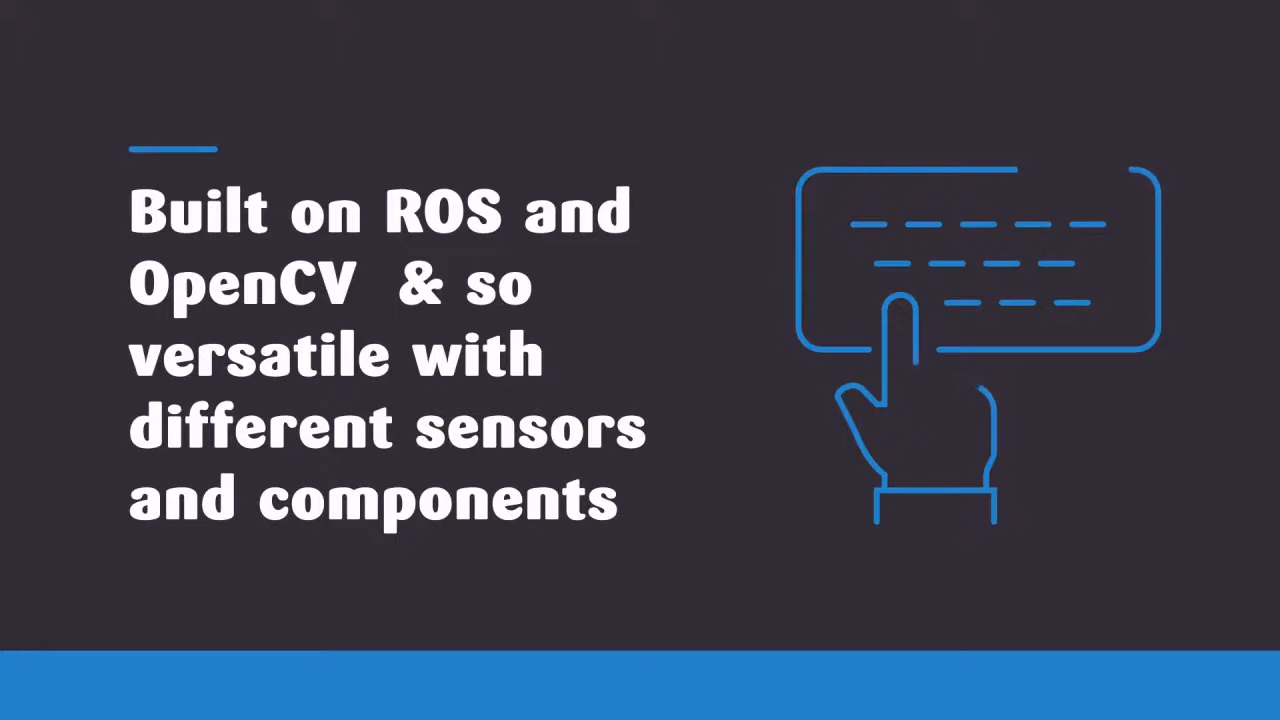 Built on ROS and
OpenCV  & so
versatile with
different sensors
and components